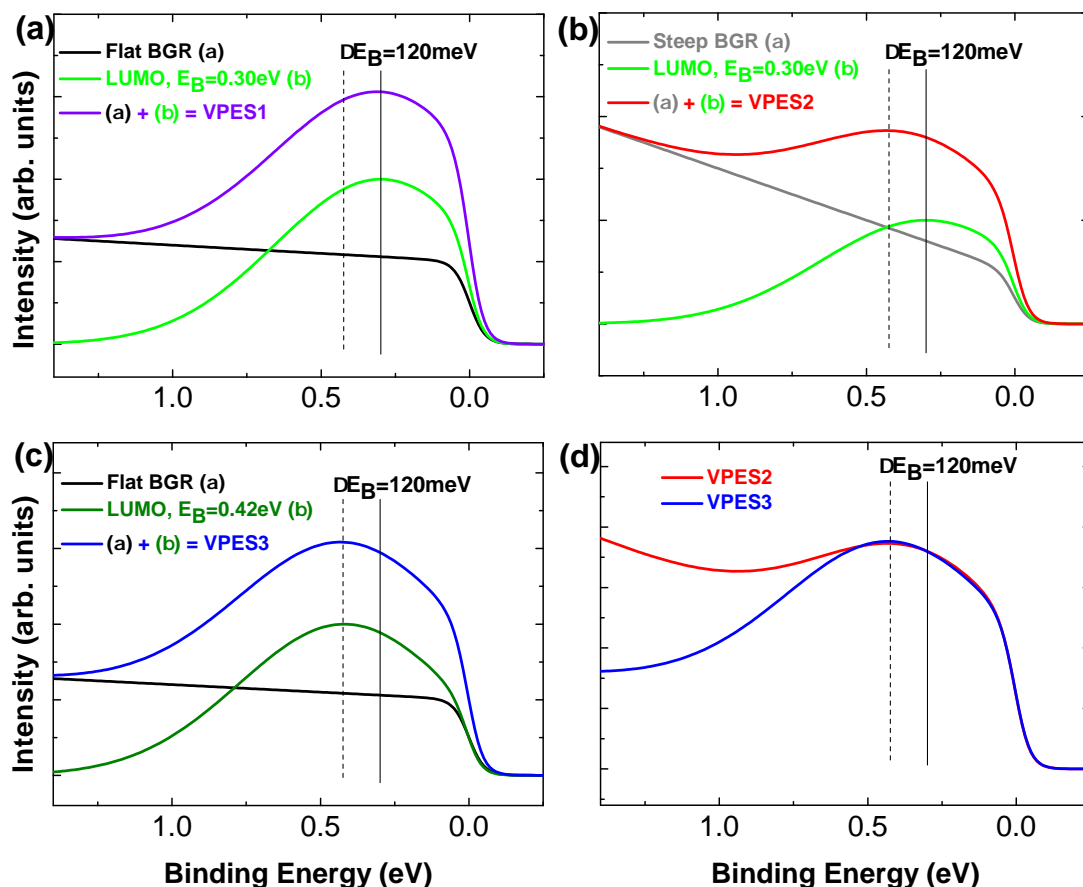 (a)
Flat BGR (a)
LUMO, EB=0.30eV (b)
(a) + (b) = VPES1
DEB=120meV
Intensity (arb. units)
1.0 0.5 0.0
(b)
Steep BGR (a)
LUMO, EB=0.30eV (b)
(a) + (b) = VPES2
DEB=120meV
1.0 0.5 0.0
(c)
Flat BGR (a)
LUMO, EB=0.42eV (b)
(a) + (b) = VPES3
DEB=120meV
Intensity (arb. units)
1.0 0.5 0.0
Binding Energy (eV)
(d)
VPES2
VPES3
DEB=120meV
1.0 0.5 0.0
Binding Energy (eV)